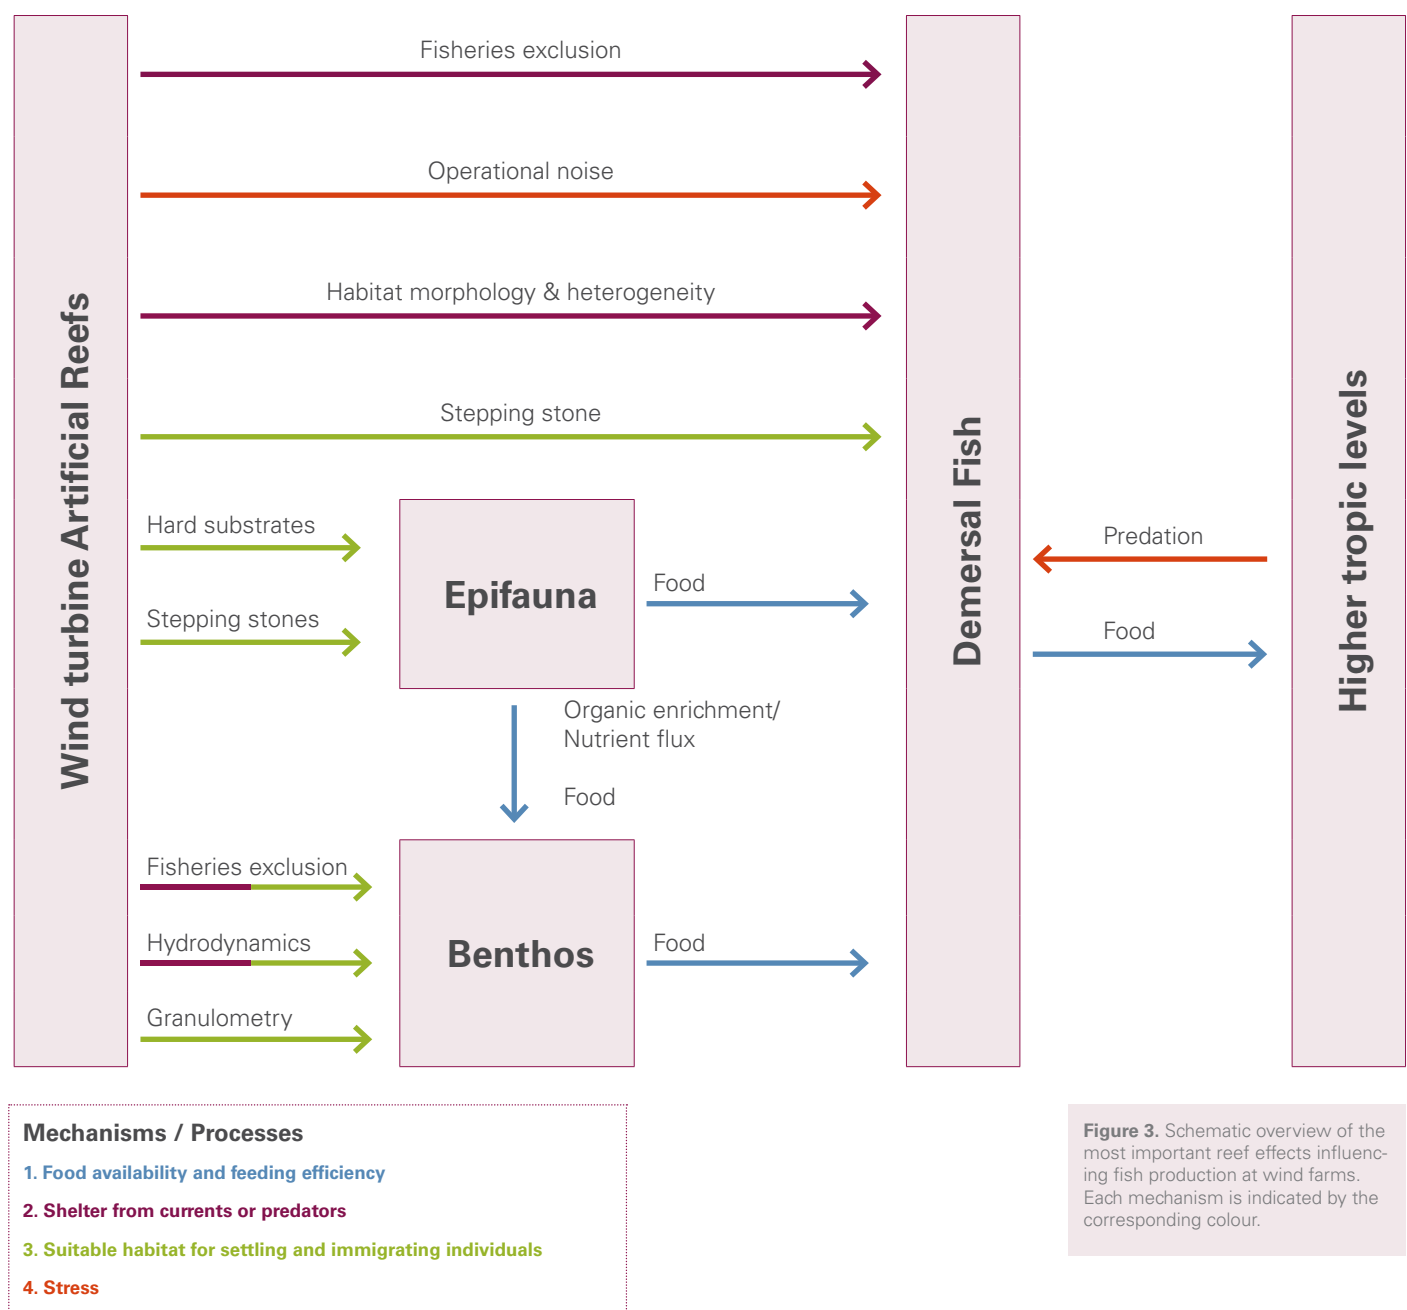 Wind turbine Artificial Reefs
Fisheries exclusion
Operational noise
Habitat morphology & heterogeneity
Stepping stone
Hard substrates
Stepping stones
Epifauna
Food
Organic enrichment/
Nutrient flux
Food
Fisheries exclusion
Hydrodynamics
Granulometry
Benthos
Food
Demersal Fish
Predation
Food
Higher tropic levels
Mechanisms / Processes
1. Food availability and feeding efficiency
2. Shelter from currents or predators
3. Suitable habitat for settling and immigrating individuals
4. Stress
Figure 3. Schematic overview of the
most important reef effects influenc-
ing fish production at wind farms.
Each mechanism is indicated by the
corresponding colour.